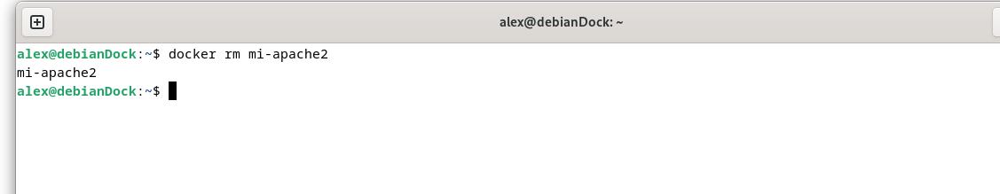 alex@debianDock: ~
alex@debianDock:~$ docker rm mi-apache2
mi-apache2
alex@debianDock:~$